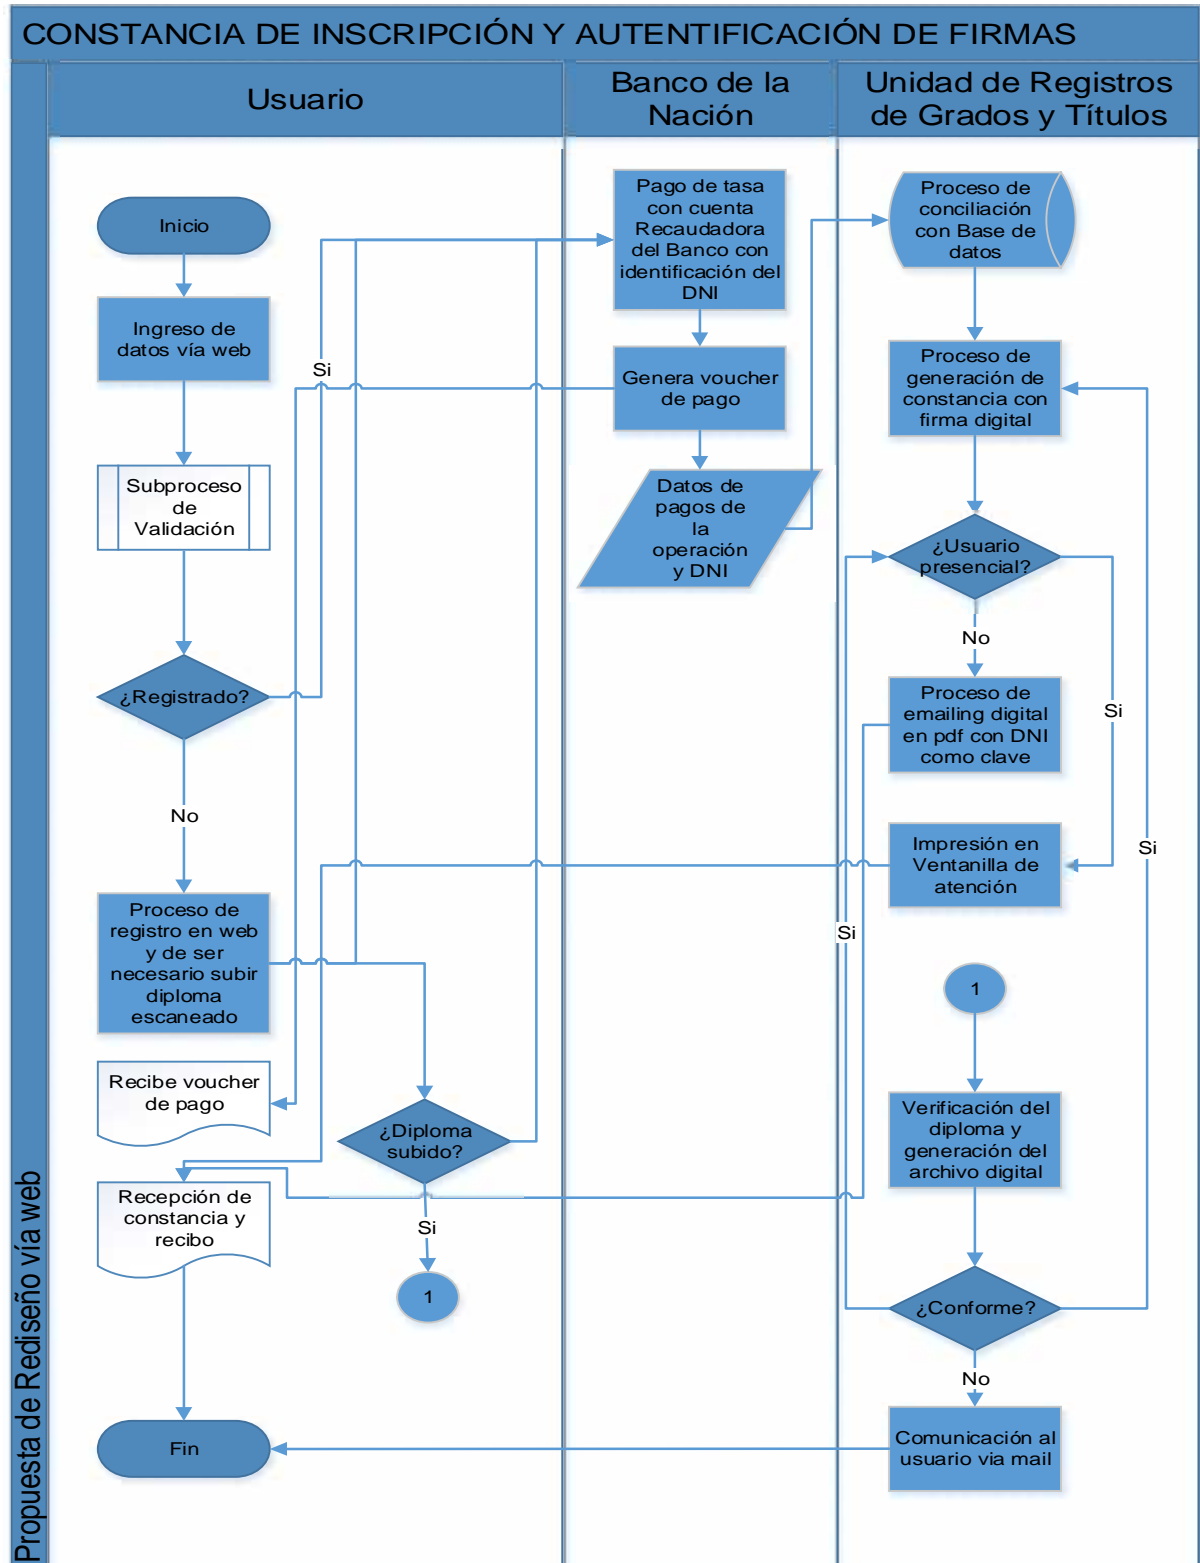 CONSTANCIA DE INSCRIPCIÓN Y AUTENTIFICACIÓN DE FIRMAS
Propuesta de Rediseño vía web
Usuario
Banco de la
Nación
Unidad de Registros
de Grados y Títulos
Inicio
Ingreso de
datos vía web
Subproceso
de
Validación
¿Registrado?
Si
No
Proceso de
registro en web
y de ser
necesario subir
diploma
escaneado
Recibe voucher
de pago
¿Diploma
subido?
Si
1
Recepción de
constancia y
recibo
Fin
Pago de tasa
con cuenta
Recaudadora
del Banco con
identificación del
DNI
Genera voucher
de pago
Datos de
pagos de
la
operación
y DNI
Proceso de
conciliación
con Base de
datos
Proceso de
generación de
constancia con
firma digital
¿Usuario
presencial?
No
Si
Proceso de
emailing digital
en pdf con DNI
como clave
Impresión en
Ventanilla de
atención
Si
Si
1
Verificación del
diploma y
generación del
archivo digital
¿Conforme?
No
Comunicación al
usuario via mail